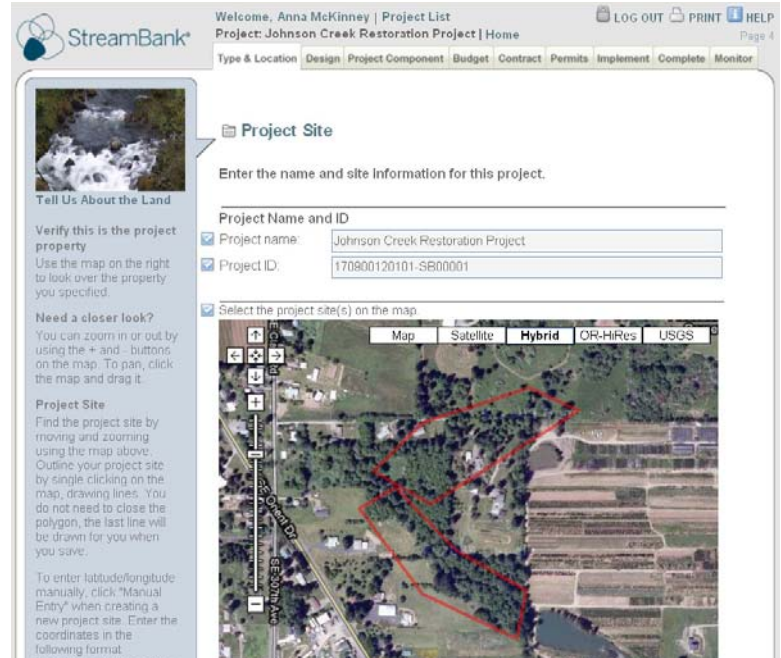 StreamBank®
Welcome, Anna McKinney | Project List
Project: Johnson Creek Restoration Project | Home
LOG OUT PRINT HELP
Page 4
Type & Location Design Project Component Budget Contract Permits Implement Complete Monitor
Tell Us About the Land
Verify this is the project
property
Use the map on the right
to look over the property
you specified.
Need a closer look?
You can zoom in or out by
using the + and - buttons
on the map. To pan, click
the map and drag it.
Project Site
Find the project site by
moving and zooming
using the map above.
Outline your project site
by single clicking on the
map, drawing lines. You
do not need to close the
polygon, the last line will
be drawn for you when
you save.
To enter latitude/longitude
manually, click "Manual
Entry" when creating a
new project site. Enter the
coordinates in the
following format
Project Site
Enter the name and site information for this project.
Project Name and ID
Project name: Johnson Creek Restoration Project
Project ID: 170900120101-SB00001
Select the project site(s) on the map.
Map Satellite Hybrid OR-HiRes USGS
SE Orient Dr
SE 307th Ave